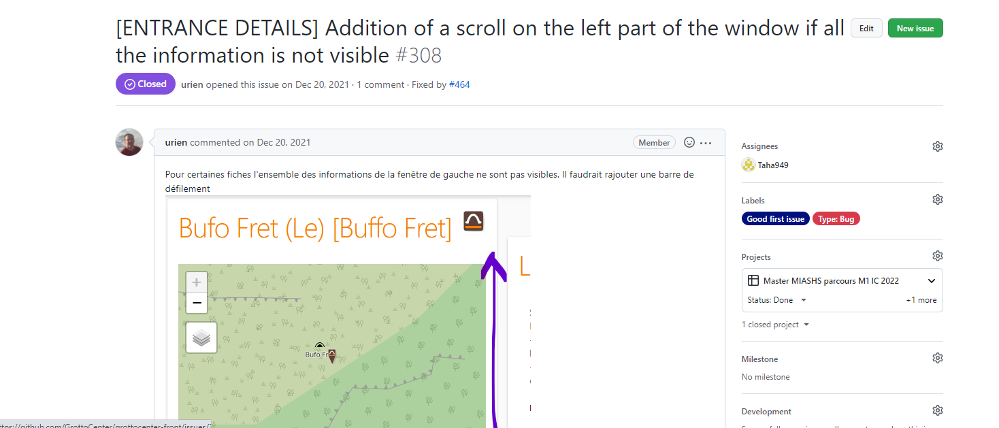 [ENTRANCE DETAILS] Addition of a scroll on the left part of the window if all
the information is not visible #308
Edit
New issue
Closed
urien opened this issue on Dec 20, 2021 · 1 comment · Fixed by #464
urien commented on Dec 20, 2021
Member
Pour certaines fiches l'ensemble des informations de la fenêtre de gauche ne sont pas visibles. Il faudrait rajouter une barre de
défilement
Bufo Fret (Le) [Buffo Fret]
L
+
−
Bufo Fr
Assignees
Taha949
Labels
Good first issue
Type: Bug
Projects
Master MIASHS parcours M1 IC 2022
Status: Done
+1 more
1 closed project
Milestone
No milestone
Development
ttps://github.com/GrottoCenter/grottocenter-front/issues/3